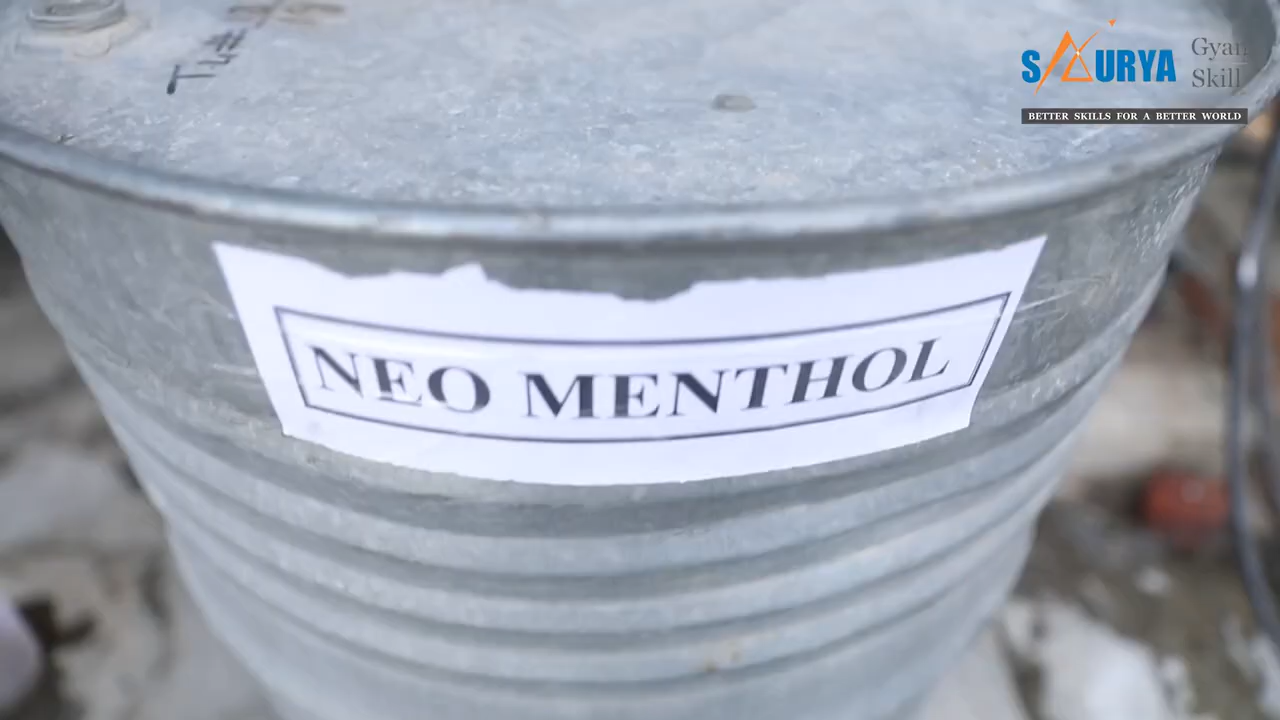 SAURYA
Gyan
Skill
BETTER SKILLS FOR A BETTER WORLD
NEO MENTHOL